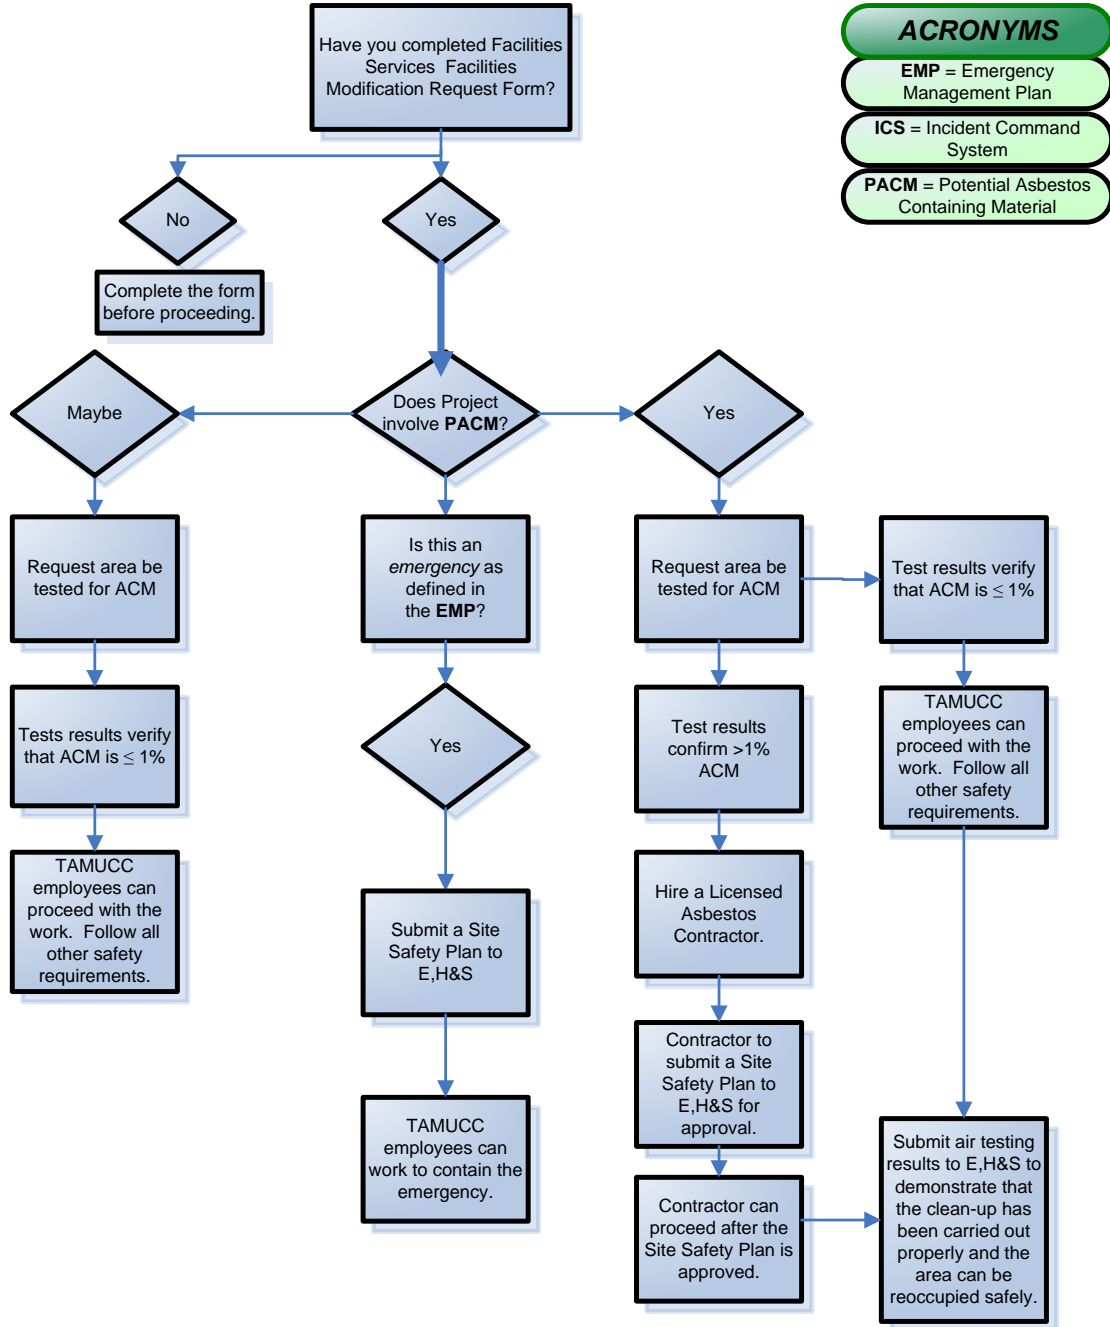 Have you completed Facilities
Services Facilities
Modification Request Form?
ACRONYMS
EMP = Emergency
Management Plan
ICS = Incident Command
System
PACM = Potential Asbestos
Containing Material
No
Yes
Complete the form
before proceeding.
Maybe
Does Project
involve PACM?
Yes
Request area be
tested for ACM
Is this an
emergency as
defined in
the EMP?
Request area be
tested for ACM
Test results verify
that ACM is ≤ 1%
Tests results verify
that ACM is ≤ 1%
Yes
Test results
confirm >1%
ACM
TAMUCC
employees can
proceed with the
work. Follow all
other safety
requirements.
TAMUCC
employees can
proceed with the
work. Follow all
other safety
requirements.
Submit a Site
Safety Plan to
E,H&S
Hire a Licensed
Asbestos
Contractor.
Contractor to
submit a Site
Safety Plan to
E,H&S for
approval.
TAMUCC
employees can
work to contain the
emergency.
Contractor can
proceed after the
Site Safety Plan is
approved.
Submit air testing
results to E,H&S to
demonstrate that
the clean-up has
been carried out
properly and the
area can be
reoccupied safely.